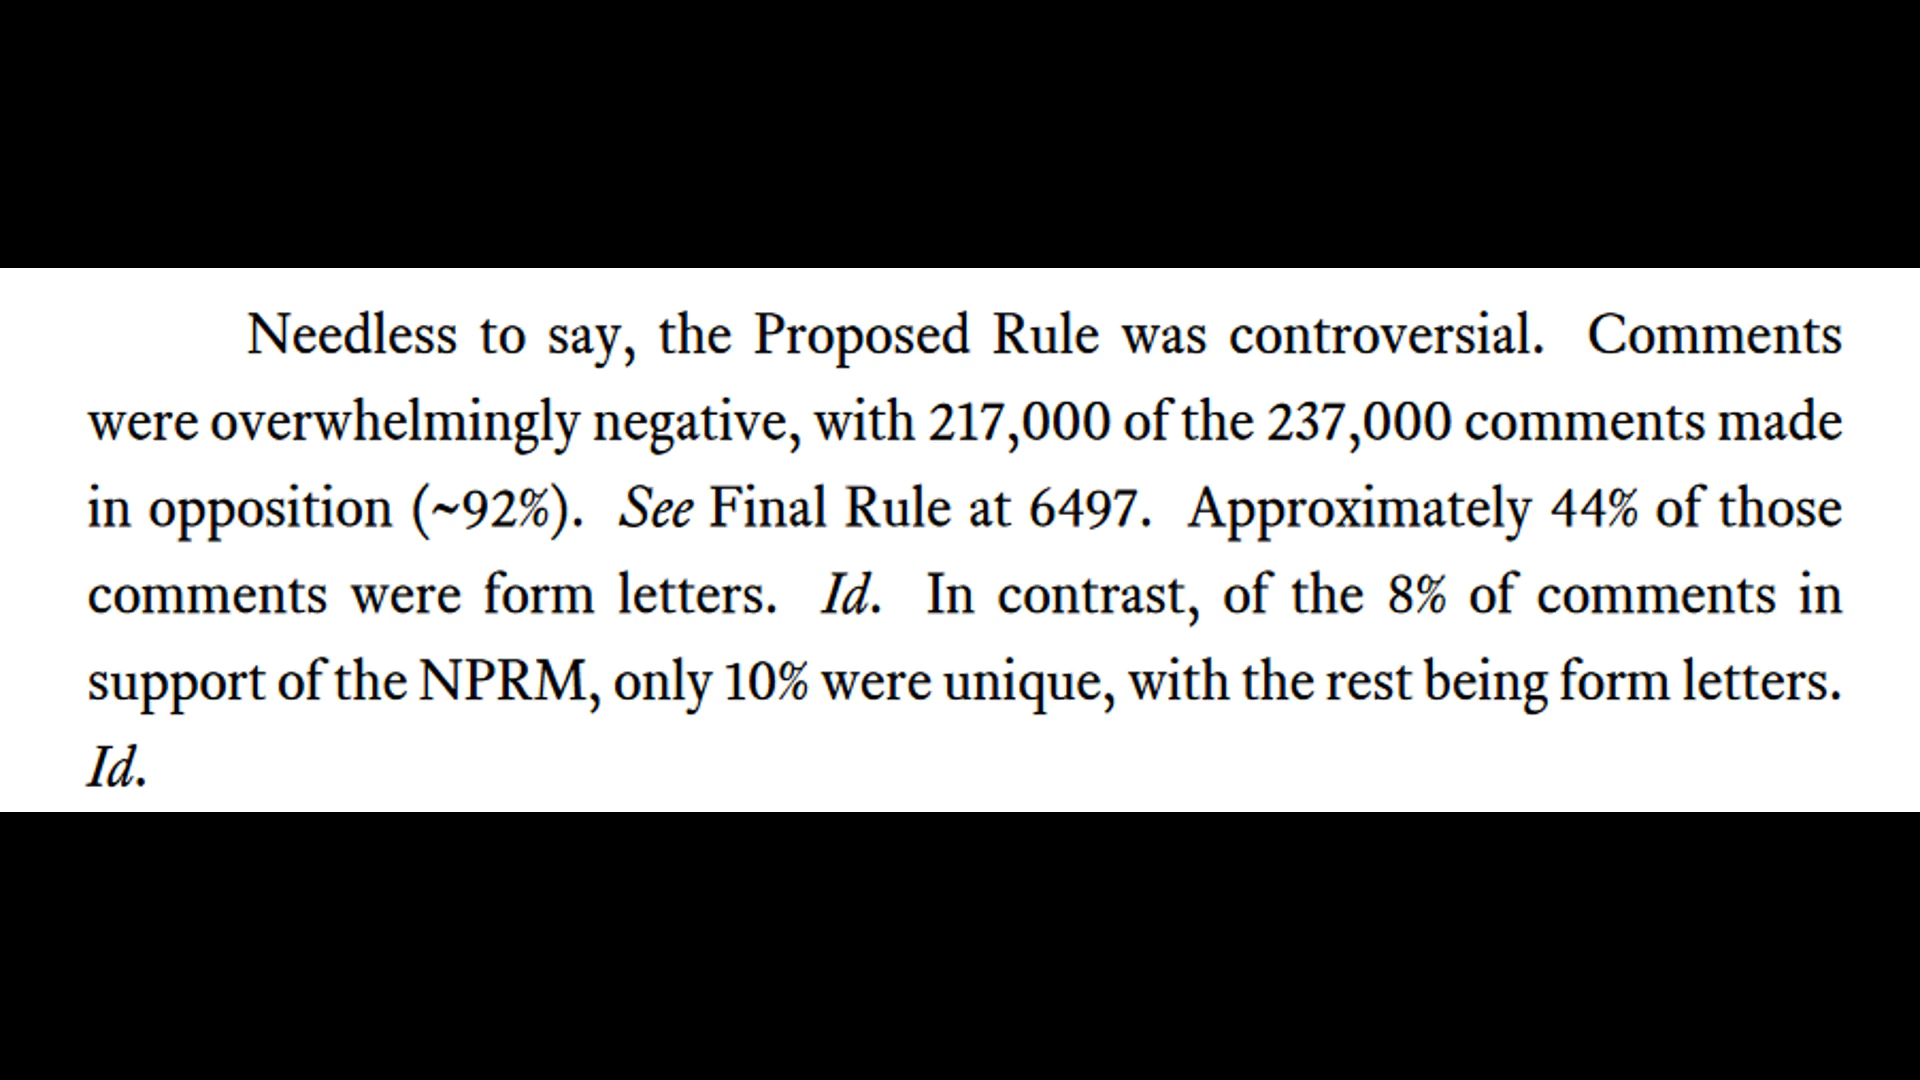 Needless to say, the Proposed Rule was controversial. Comments
were overwhelmingly negative, with 217,000 of the 237,000 comments made
in opposition (~92%). See Final Rule at 6497. Approximately 44% of those
comments were form letters. Id. In contrast, of the 8% of comments in
support of the NPRM, only 10% were unique, with the rest being form letters.
Id.